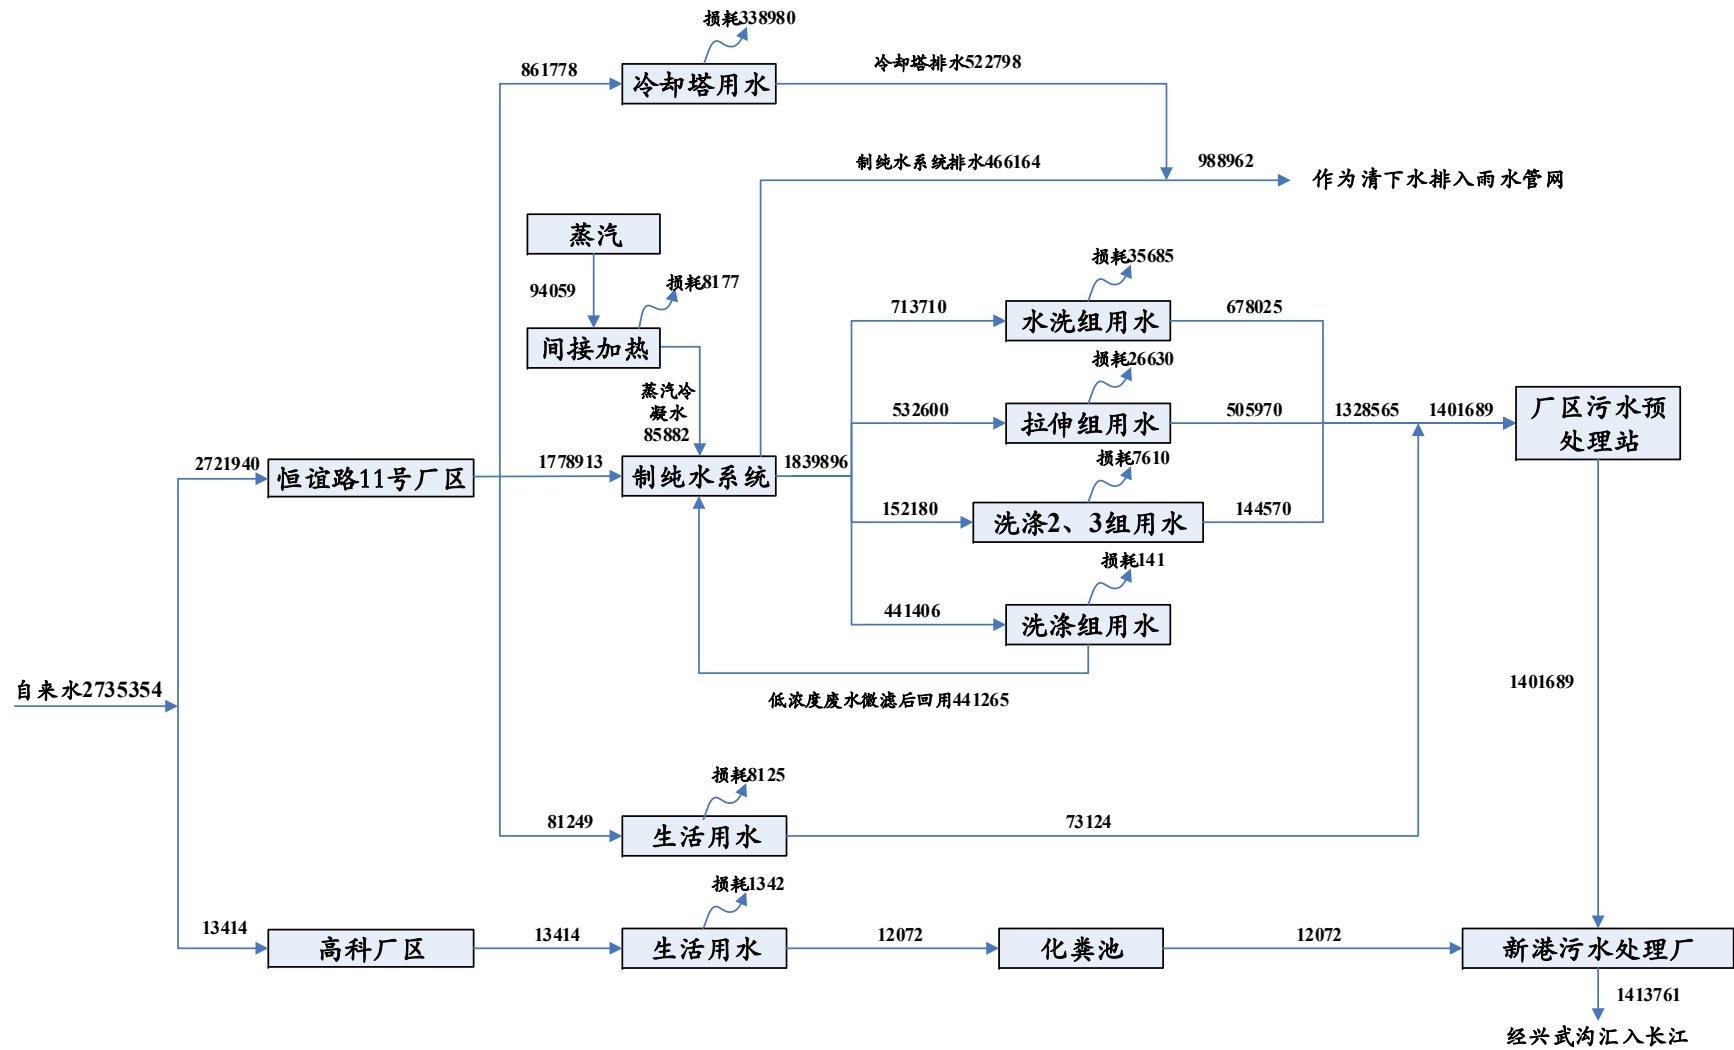 损耗338980
861778
冷却塔用水
冷却塔排水522798
制纯水系统排水466164
988962
作为清下水排入雨水管网
蒸汽
94059
损耗8177
间接加热
蒸汽冷
凝水
85882
损耗35685
713710
水洗组用水
678025
损耗26630
532600
拉伸组用水
505970
1328565
1401689
厂区污水预
处理站
2721940
恒谊路11号厂区
1778913
制纯水系统
1839896
损耗7610
152180
洗涤2、3组用水
144570
损耗141
441406
洗涤组用水
低浓度废水微滤后回用441265
自来水2735354
1401689
损耗8125
81249
生活用水
73124
损耗1342
13414
高科厂区
13414
生活用水
12072
化粪池
12072
新港污水处理厂
1413761
经兴武沟汇入长江